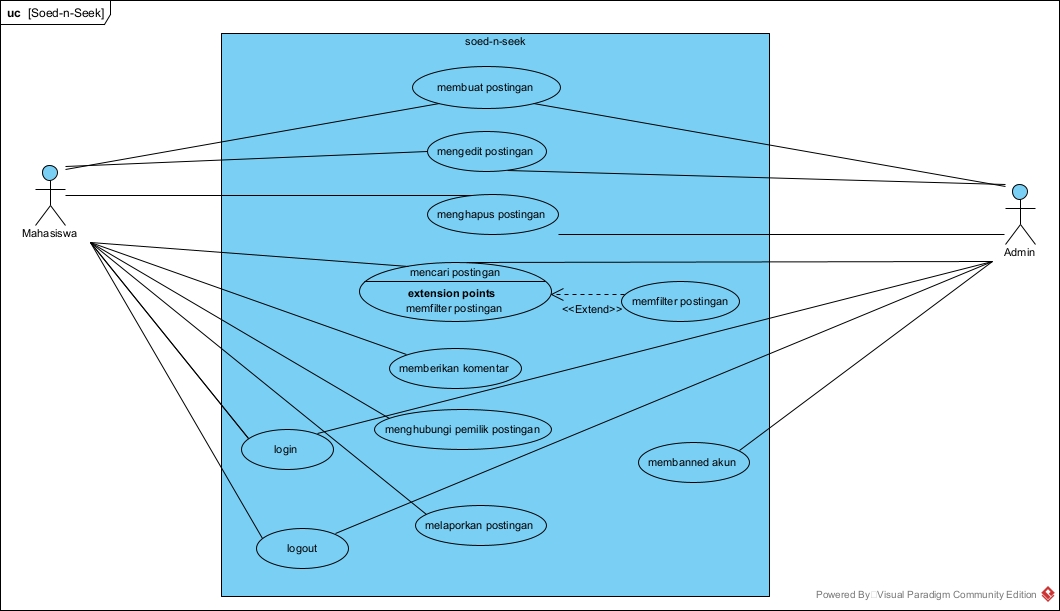 uc [Soed-n-Seek]
soed-n-seek
membuat postingan
mengedit postingan
menghapus postingan
Mahasiswa
Admin
mencari postingan
extension points
memfilter postingan
memfilter postingan
<<Extend>>
memberikan komentar
menghubungi pemilik postingan
login
membanned akun
melaporkan postingan
logout
Powered By Visual Paradigm Community Edition